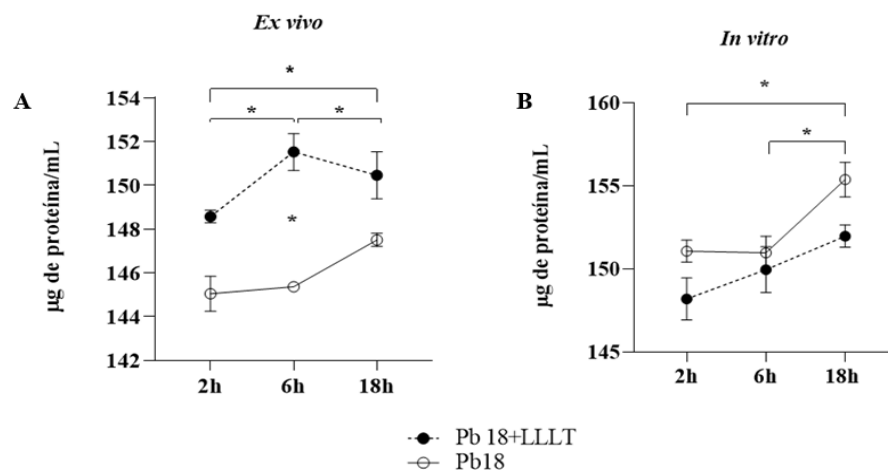 Ex vivo
A
*
* *
154
152
150
148
146
144
142
µg de proteína/mL
*
2h 6h 18h
In vitro
B
*
*
160
155
150
145
µg de proteína/mL
2h 6h 18h
Pb 18+LLLT
Pb18